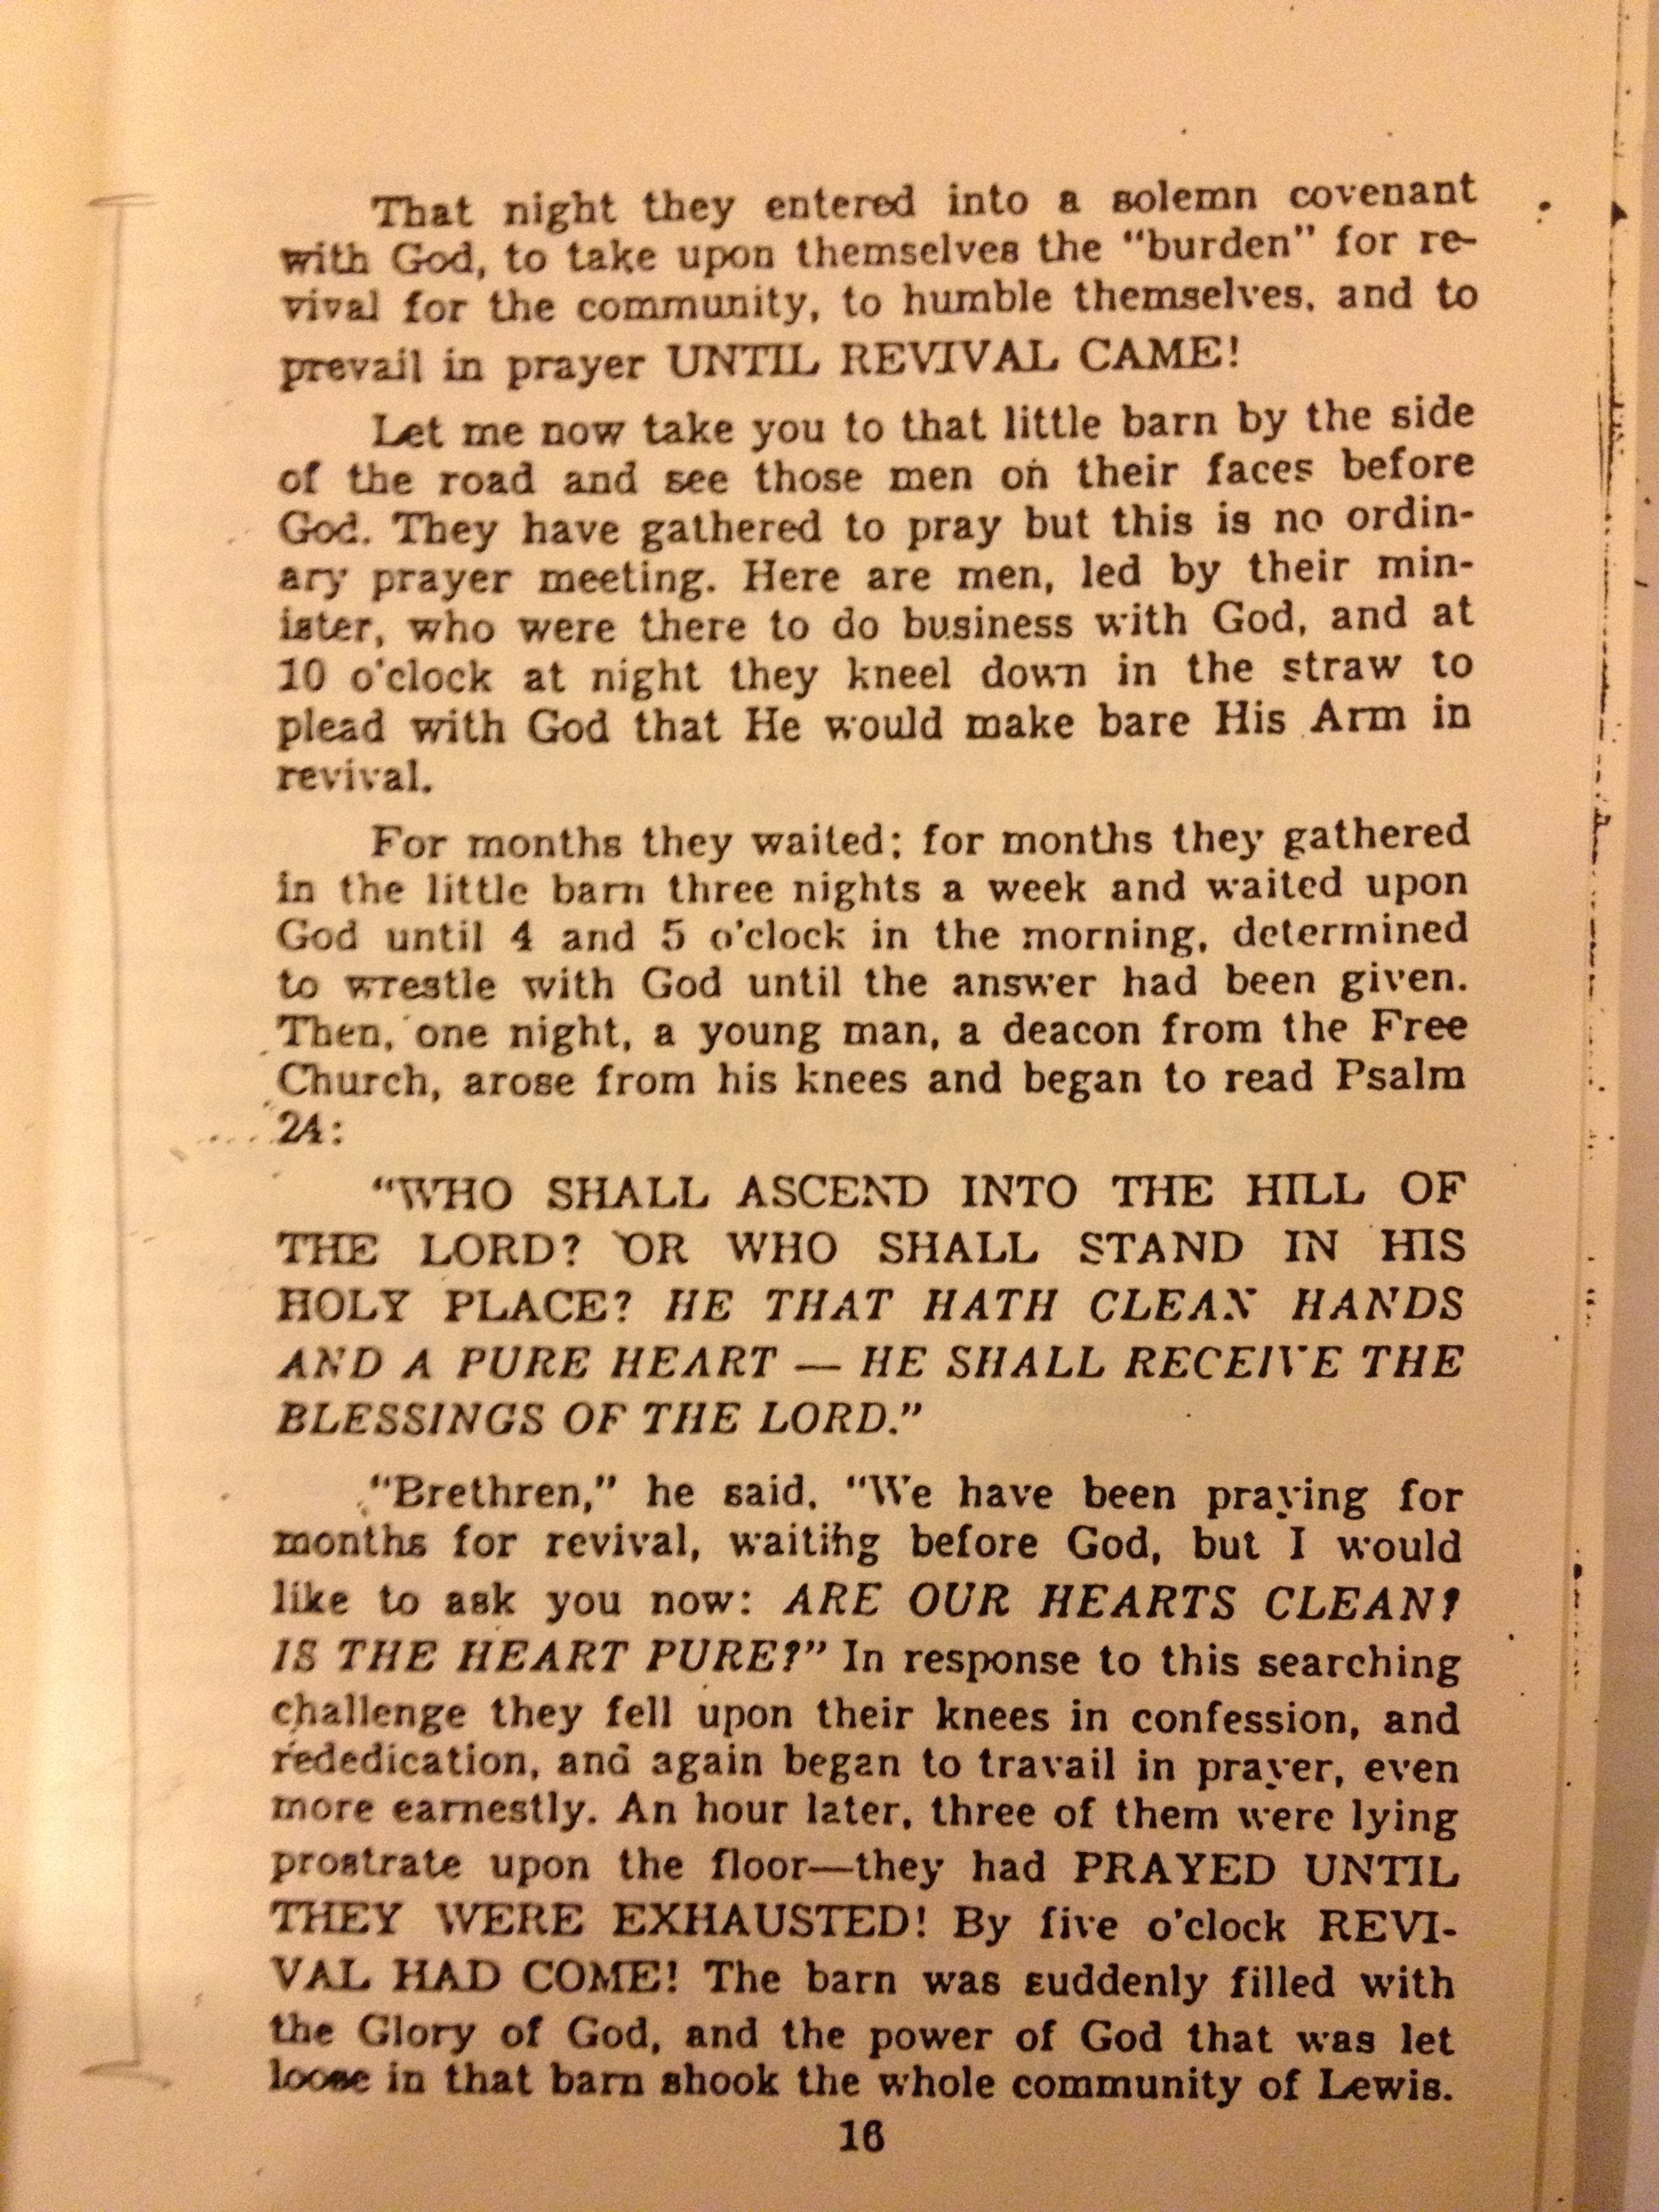 That night they entered into a solemn covenant
with God, to take upon themselves the “burden” for re-
vival for the community, to humble themselves, and to
prevail in prayer UNTIL REVIVAL CAME!
Let me now take you to that little barn by the side
of the road and see those men on their faces before
God. They have gathered to pray but this is no ordin-
ary prayer meeting. Here are men, led by their min-
ister, who were there to do business with God, and at
10 o'clock at night they kneel down in the straw to
plead with God that He would make bare His Arm in
revival.
For months they waited; for months they gathered
in the little barn three nights a week and waited upon
God until 4 and 5 o'clock in the morning, determined
to wrestle with God until the answer had been given.
Then, one night, a young man, a deacon from the Free
Church, arose from his knees and began to read Psalm
24:
“WHO SHALL ASCEND INTO THE HILL OF
THE LORD? OR WHO SHALL STAND IN HIS
HOLY PLACE? HE THAT HATH CLEAN HANDS
AND A PURE HEART — HE SHALL RECEIVE THE
BLESSINGS OF THE LORD.”
“Brethren,” he said, “We have been praying for
months for revival, waiting before God, but I would
like to ask you now: ARE OUR HEARTS CLEAN?
IS THE HEART PURE?” In response to this searching
challenge they fell upon their knees in confession, and
rededication, and again began to travail in prayer, even
more earnestly. An hour later, three of them were lying
prostrate upon the floor—they had PRAYED UNTIL
THEY WERE EXHAUSTED! By five o'clock REVI-
VAL HAD COME! The barn was suddenly filled with
the Glory of God, and the power of God that was let
loose in that barn shook the whole community of Lewis.
16